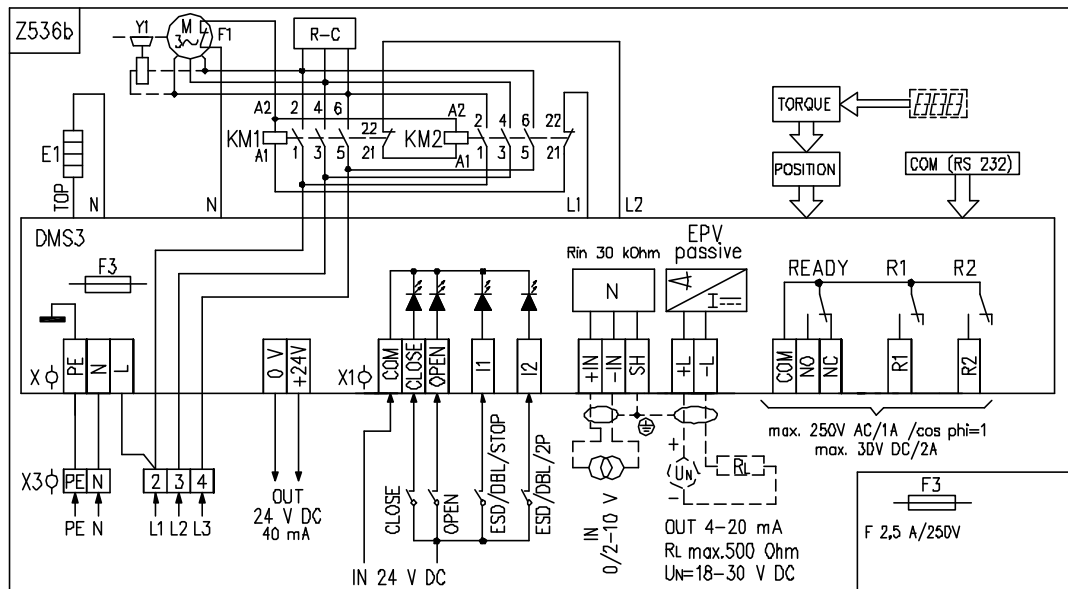 Z536b
Y1
M
3~
F1
R-C
A2
2 4 6
22
A2
2 4 6
22
KM1
KM2
A1
1 3 5
21
A1
1 3 5
21
E1
TOP
N
N
L1
L2
TORQUE
POSITION
COM (RS 232)
DMS3
F3
Rin 30 kOhm
EPV
passive
N
I
READY
R1
R2
X
PE
N
L
0 V
+24V
X1
COM
CLOSE
OPEN
I1
I2
+IN
-IN
SH
+L
-L
COM
NO
NC
R1
R2
max. 250V AC/1A /cos phi=1
max. 30V DC/2A
X3
PE
N
2
3
4
PE N
L1 L2 L3
OUT
24 V DC
40 mA
CLOSE
OPEN
ESD/DBL/STOP
ESD/DBL/2P
IN 24 V DC
IN
0/2-10 V
+
UN
-
RL
OUT 4-20 mA
RL max.500 Ohm
UN=18-30 V DC
F3
F 2,5 A/250V